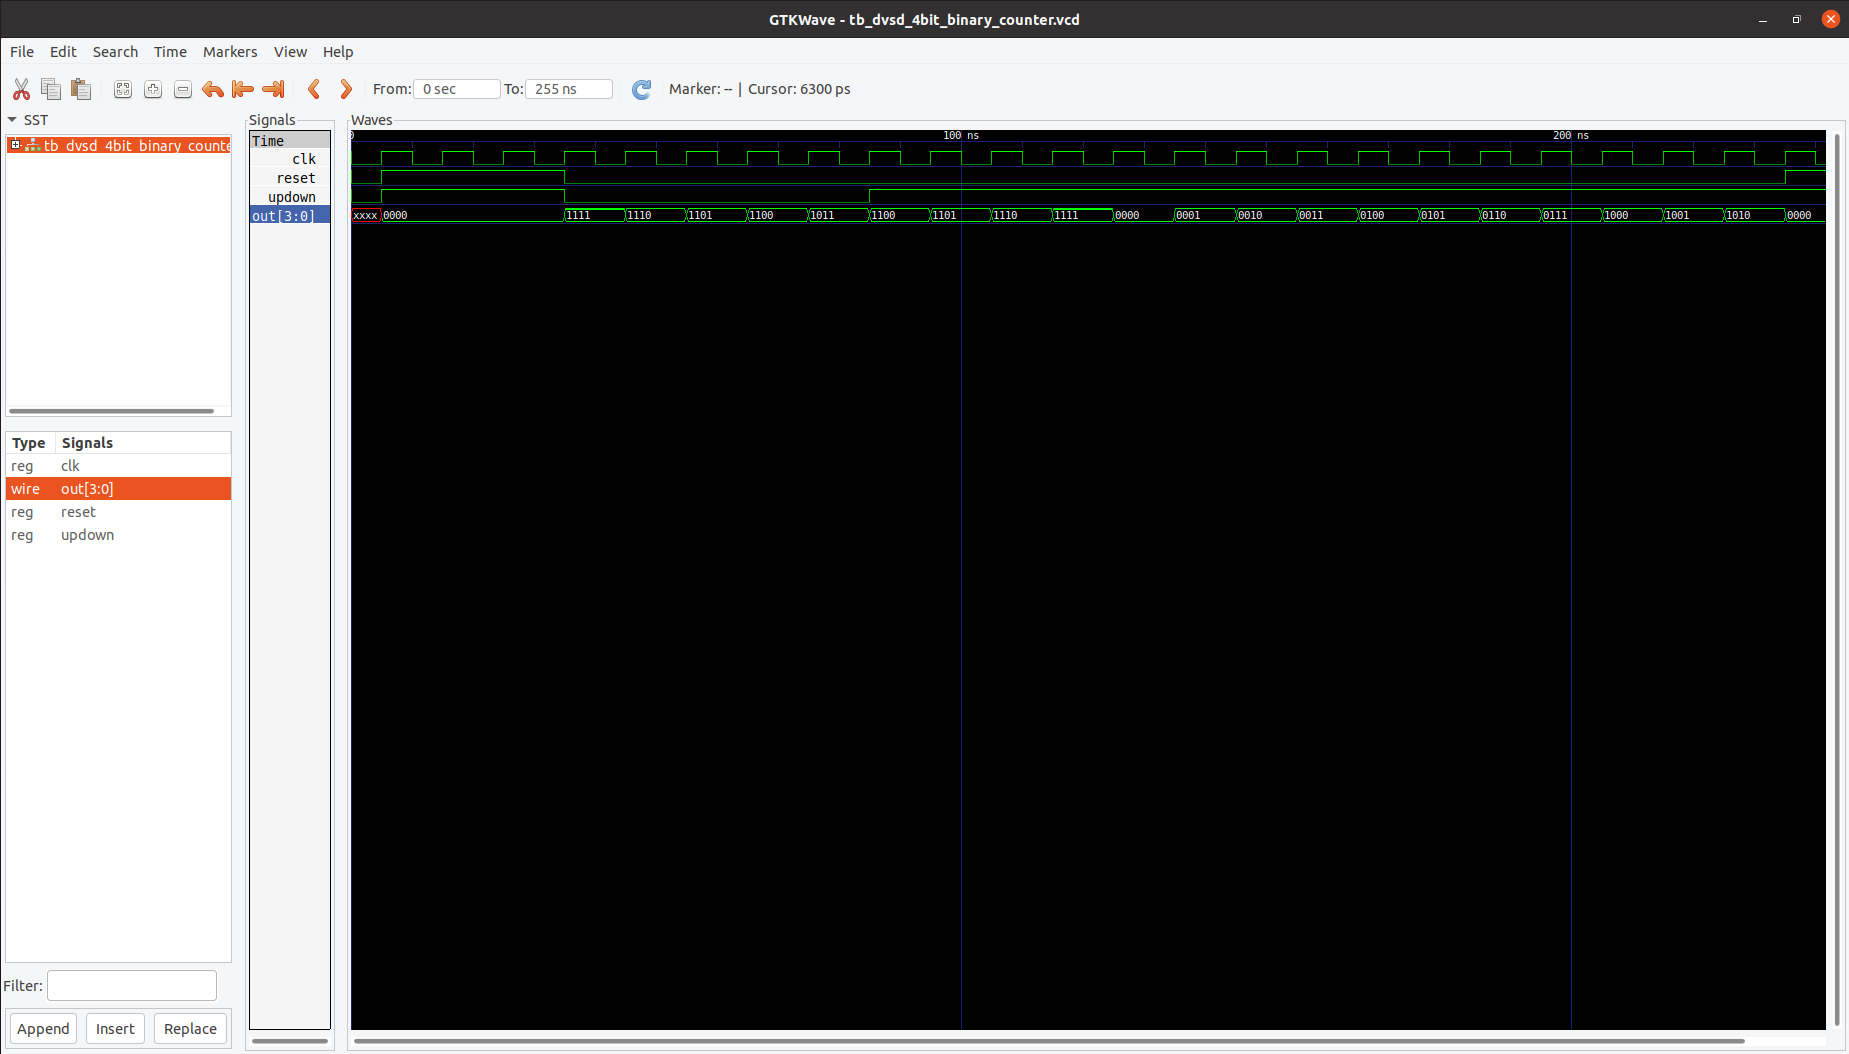 GTKWave - tb_dvsd_4bit_binary_counter.vcd
File Edit Search Time Markers View Help
From: 0 sec To: 255 ns Marker: -- | Cursor: 6300 ps
SST
tb_dvsd_4bit_binary_counte
Type Signals
reg clk
wire out[3:0]
reg reset
reg updown
Filter:
Append Insert Replace
Signals
Time
clk
reset
updown
out[3:0]
Waves
0 100 ns 200 ns
xxxx 0000 1111 1110 1101 1100 1011 1100 1101 1110 1111 0000 0001 0010 0011 0100 0101 0110 0111 1000 1001 1010 0000